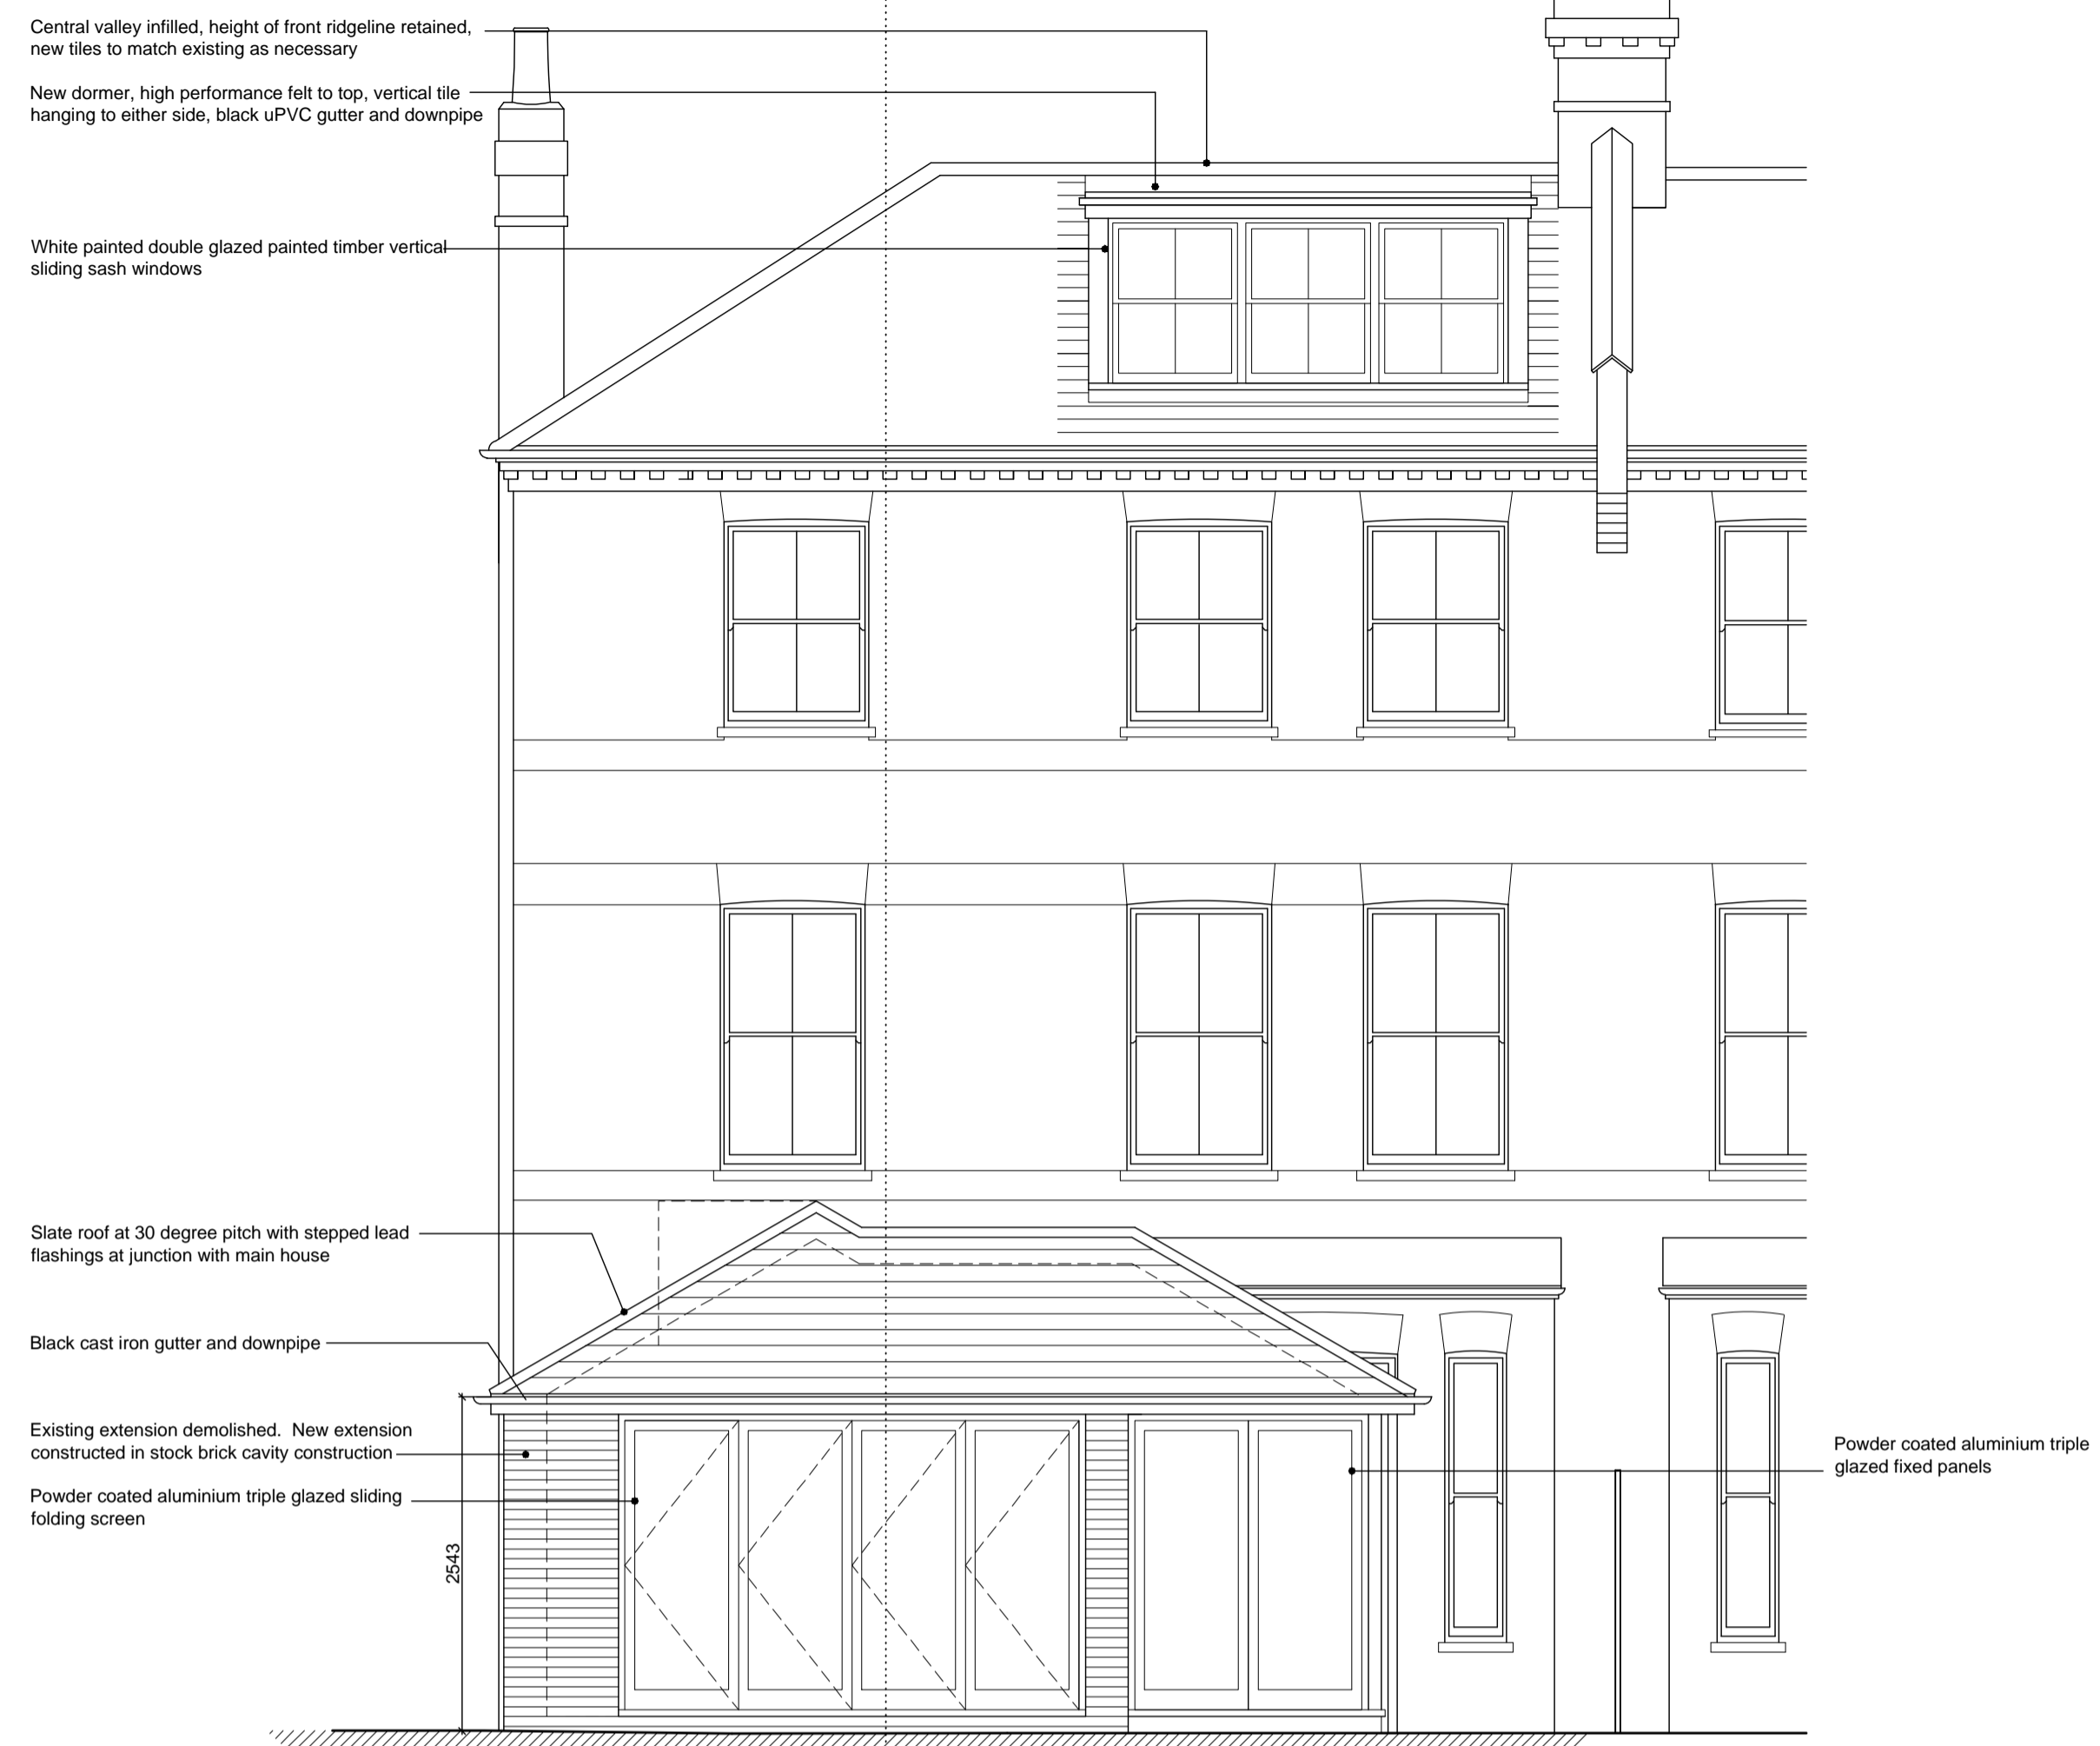 Central valley infilled, height of front ridgeline retained,
new tiles to match existing as necessary
New dormer, high performance felt to top, vertical tile
hanging to either side, black uPVC gutter and downpipe
White painted double glazed painted timber vertical
sliding sash windows
Slate roof at 30 degree pitch with stepped lead
flashings at junction with main house
Black cast iron gutter and downpipe
Existing extension demolished.  New extension
constructed in stock brick cavity construction
Powder coated aluminium triple glazed sliding
folding screen
2543
Powder coated aluminium triple
glazed fixed panels